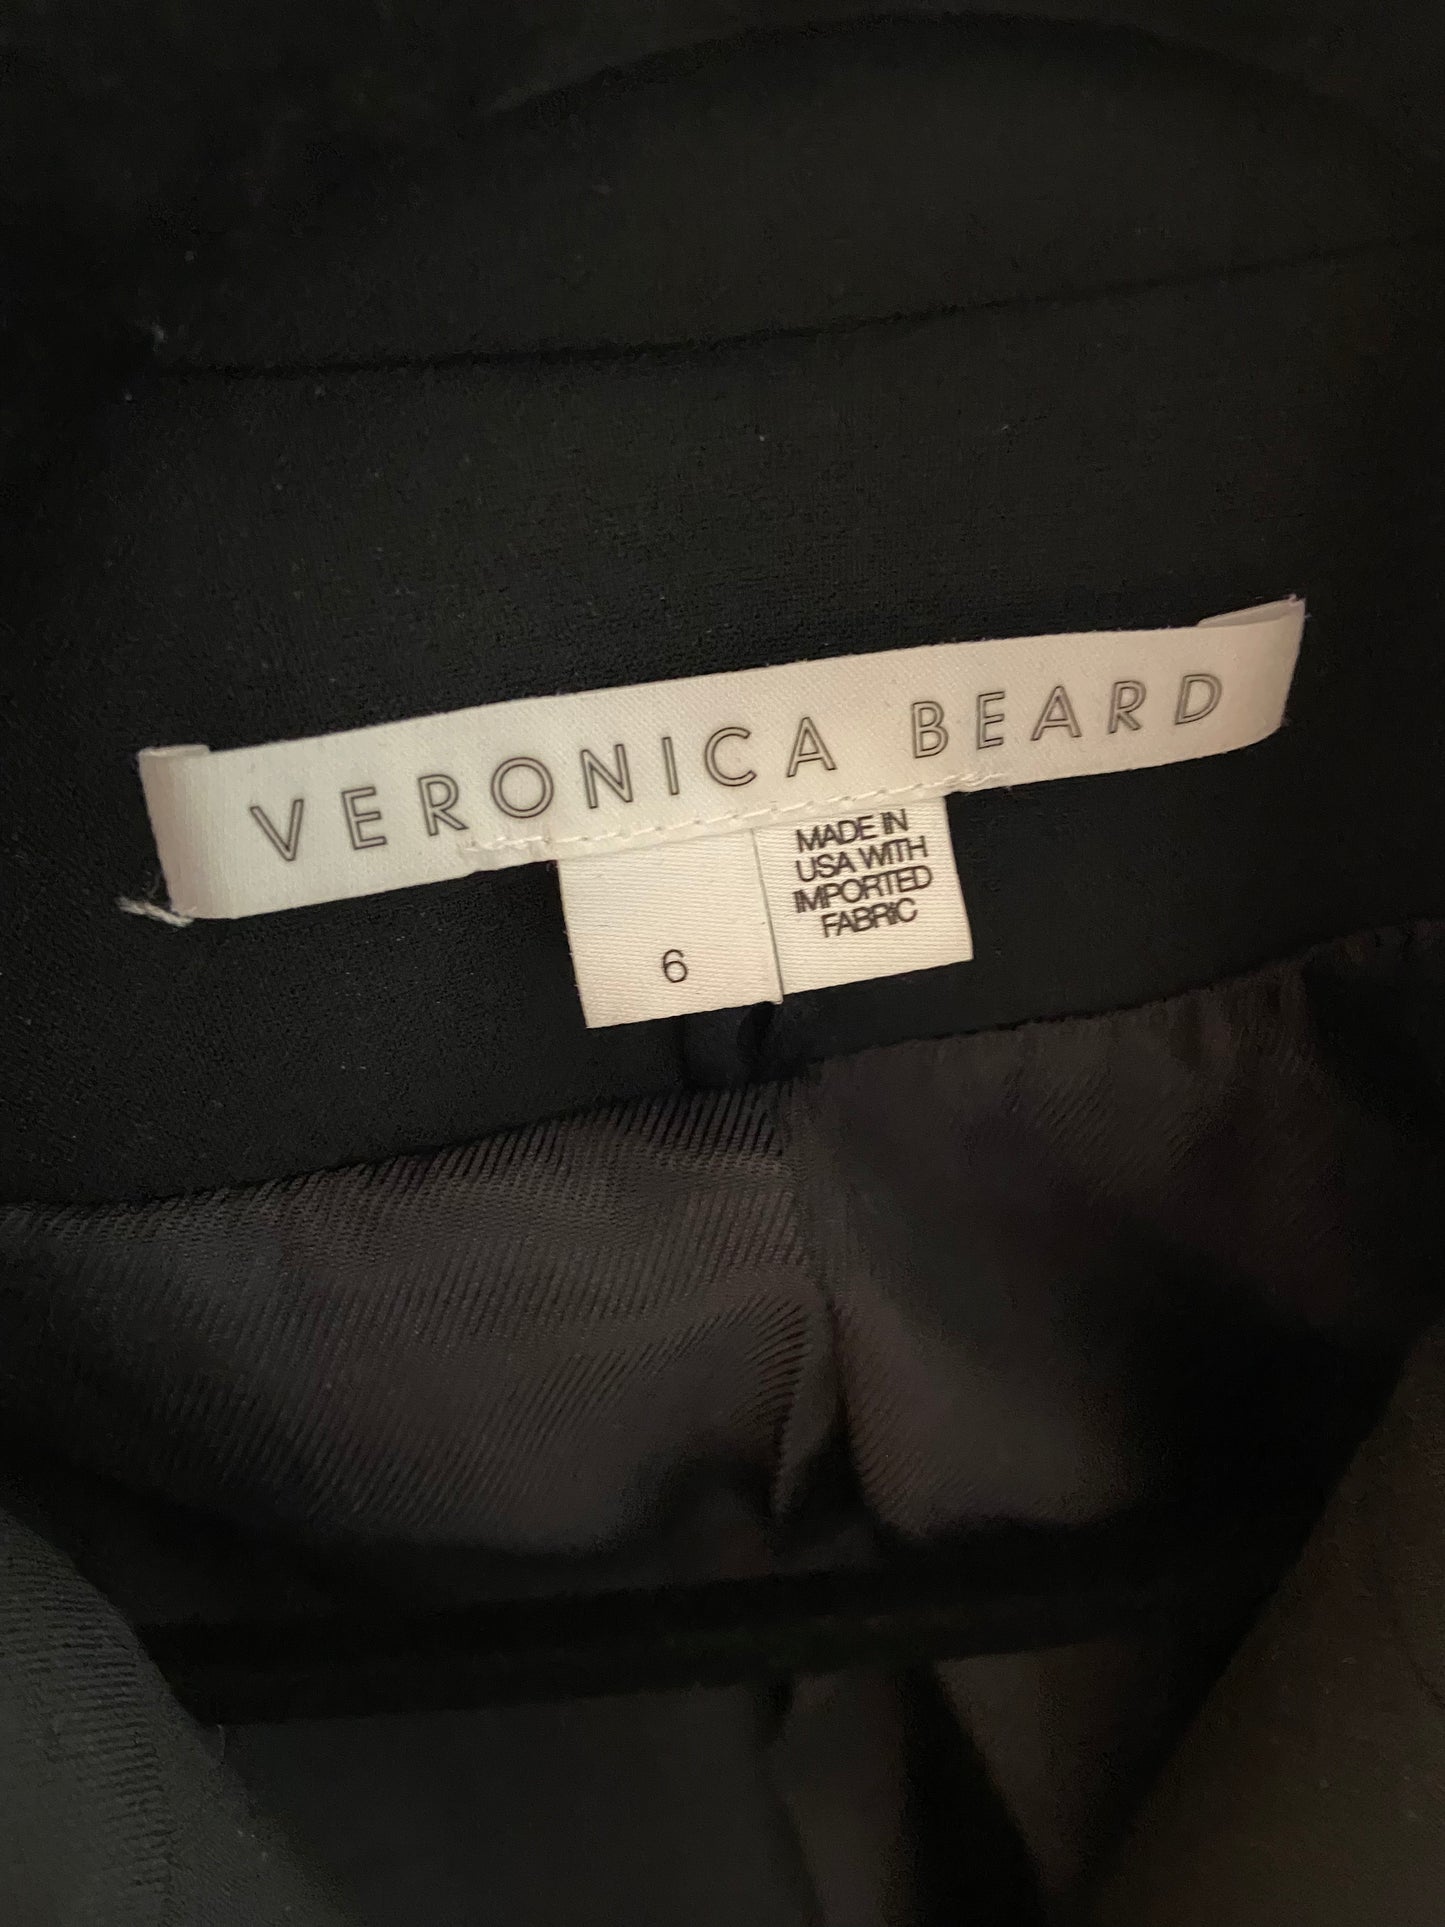 VERONICA BEARD
6
MADE IN
USA WITH
IMPORTED
FABRIC